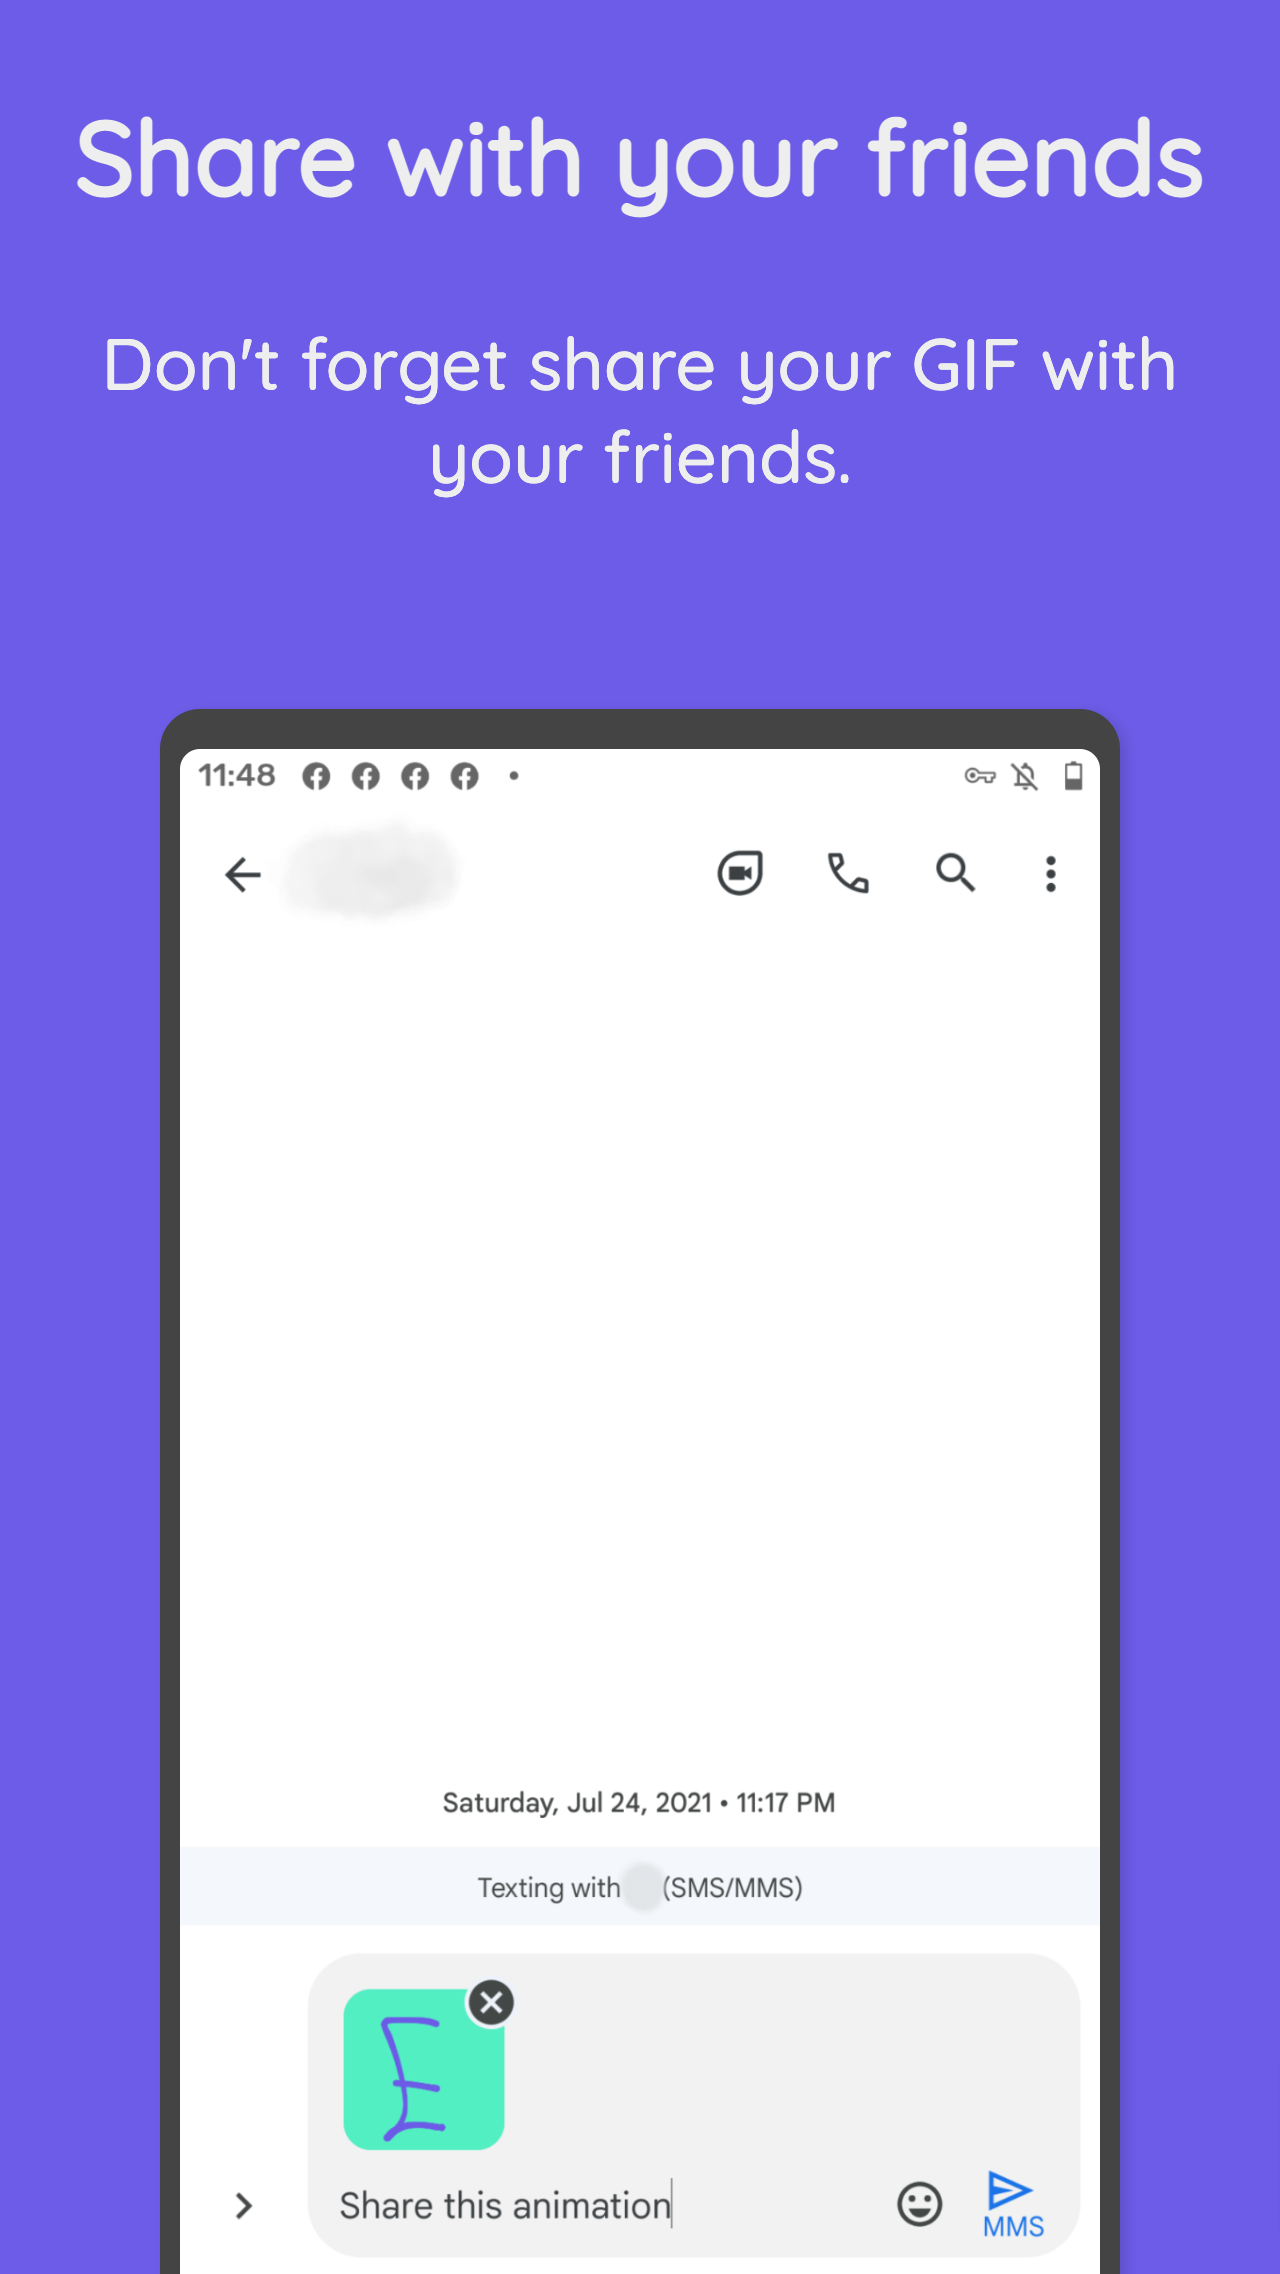 Share with your friends
Don't forget share your GIF with
your friends.
11:48
Saturday, Jul 24, 2021 • 11:17 PM
Texting with (SMS/MMS)
E
Share this animation
MMS